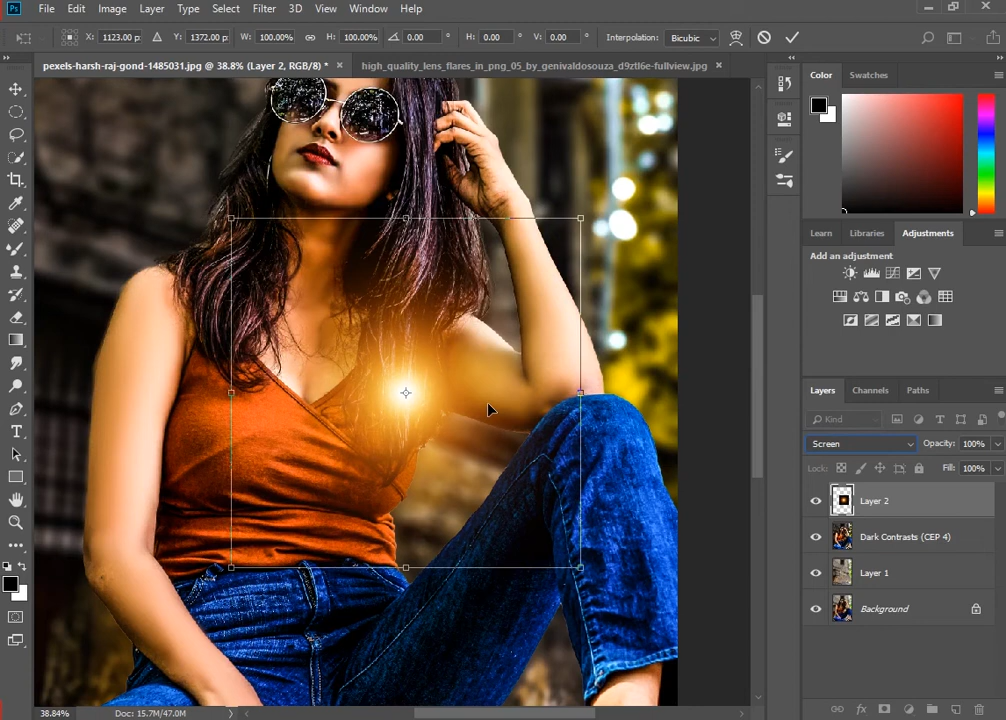 Ps File Edit Image Layer Type Select Filter 3D View Window Help
X: 1123.00 px Y: 1372.00 px W: 100.00% H: 100.00% 0.00 ° H: 0.00 ° V: 0.00 ° Interpolation: Bicubic
pexels-harsh-raj-gond-1485031.jpg @ 38.8% (Layer 2, RGB/8) * × high_quality_lens_flares_in_png_05_by_genivaldosouza_d9ztl6e-fullview.jpg ×
Color Swatches
Learn Libraries Adjustments
Add an adjustment
Layers Channels Paths
Kind
Screen Opacity: 100%
Lock: Fill: 100%
Layer 2
Dark Contrasts (CEP 4)
Layer 1
Background
fx
38.84% Doc: 15.7M/47.0M